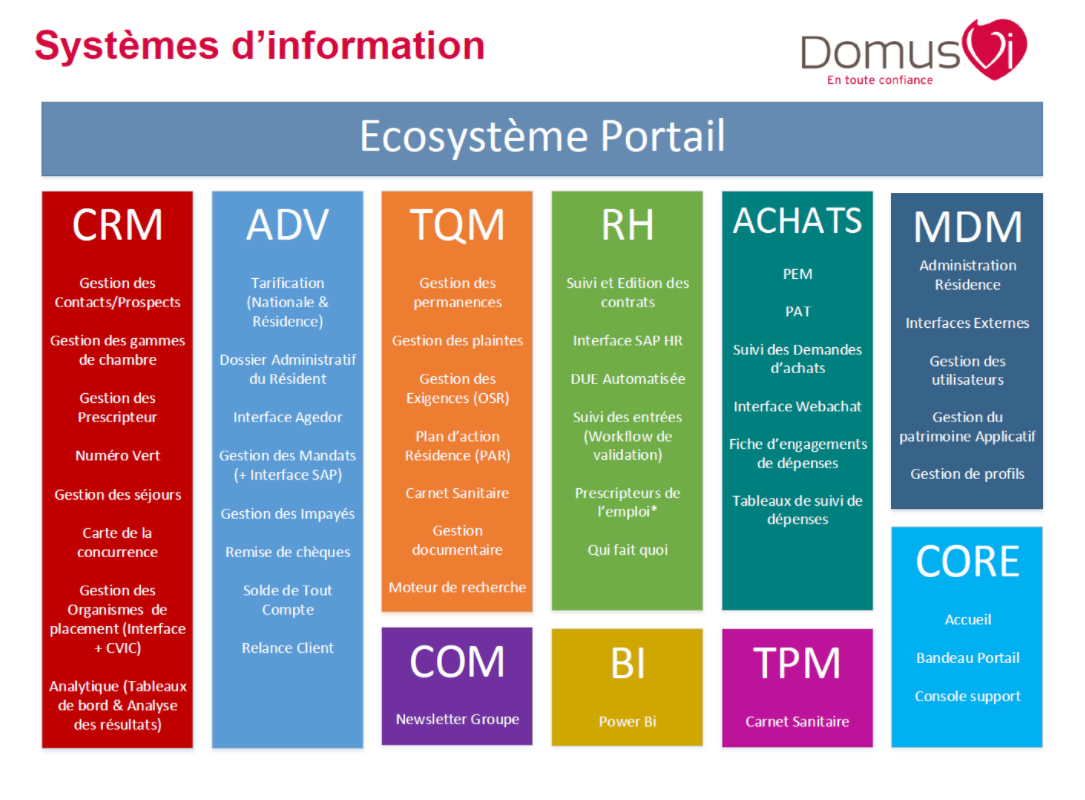 Systèmes d'information
DomusVi
En toute confiance
Ecosystème Portail
CRM
Gestion des
Contacts/Prospects
Gestion des gammes
de chambre
Gestion des
Prescripteur
Numéro Vert
Gestion des séjours
Carte de la
concurrence
Gestion des
Organismes de
placement (Interface
+ CVIC)
Analytique (Tableaux
de bord & Analyse
des résultats)
ADV
Tarification
(Nationale &
Résidence)
Dossier Administratif
du Résident
Interface Agedor
Gestion des Mandats
(+ Interface SAP)
Gestion des Impayés
Remise de chèques
Solde de Tout
Compte
Relance Client
TQM
Gestion des
permanences
Gestion des plaintes
Gestion des
Exigences (OSR)
Plan d'action
Résidence (PAR)
Carnet Sanitaire
Gestion
documentaire
Moteur de recherche
COM
Newsletter Groupe
RH
Suivi et Edition des
contrats
Interface SAP HR
DUE Automatisée
Suivi des entrées
(Workflow de
validation)
Prescripteurs de
l'emploi*
Qui fait quoi
BI
Power Bi
ACHATS
PEM
PAT
Suivi des Demandes
d'achats
Interface Webachat
Fiche d'engagements
de dépenses
Tableaux de suivi de
dépenses
TPM
Carnet Sanitaire
MDM
Administration
Résidence
Interfaces Externes
Gestion des
utilisateurs
Gestion du
patrimoine Applicatif
Gestion de profils
CORE
Accueil
Bandeau Portail
Console support